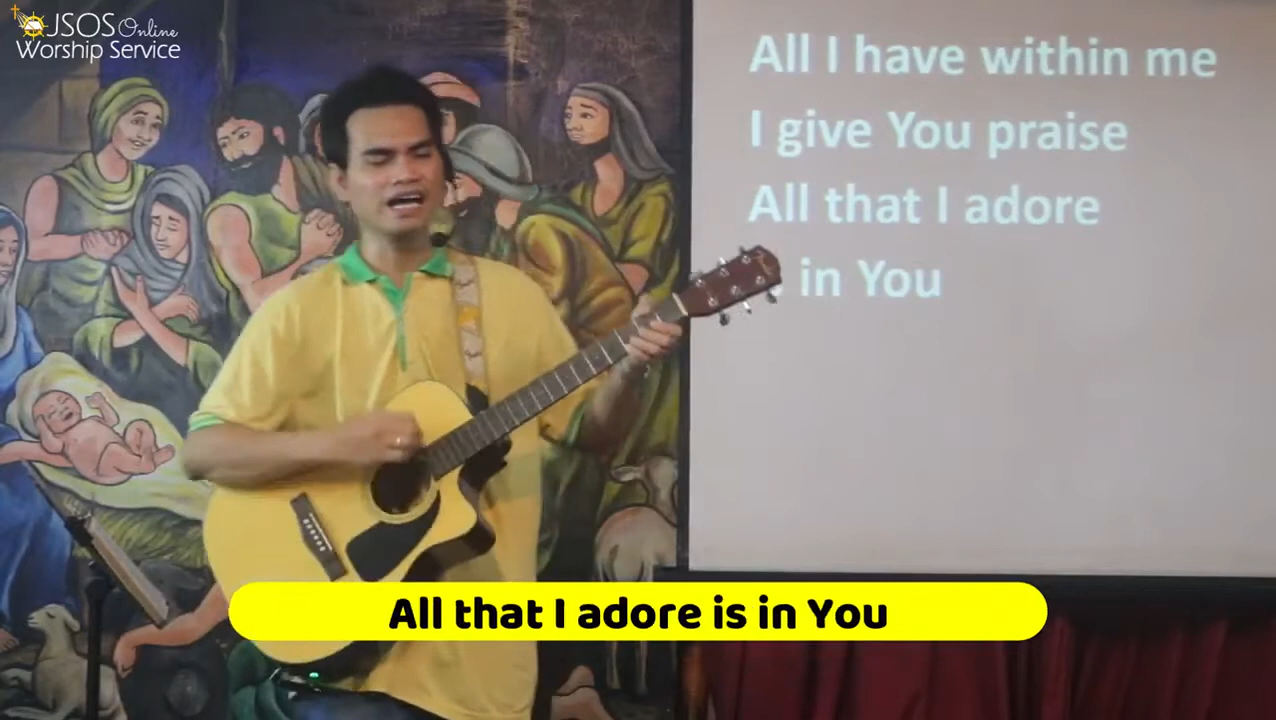 JSOS Online
Worship Service
All I have within me
I give You praise
All that I adore
in You
All that I adore is in You